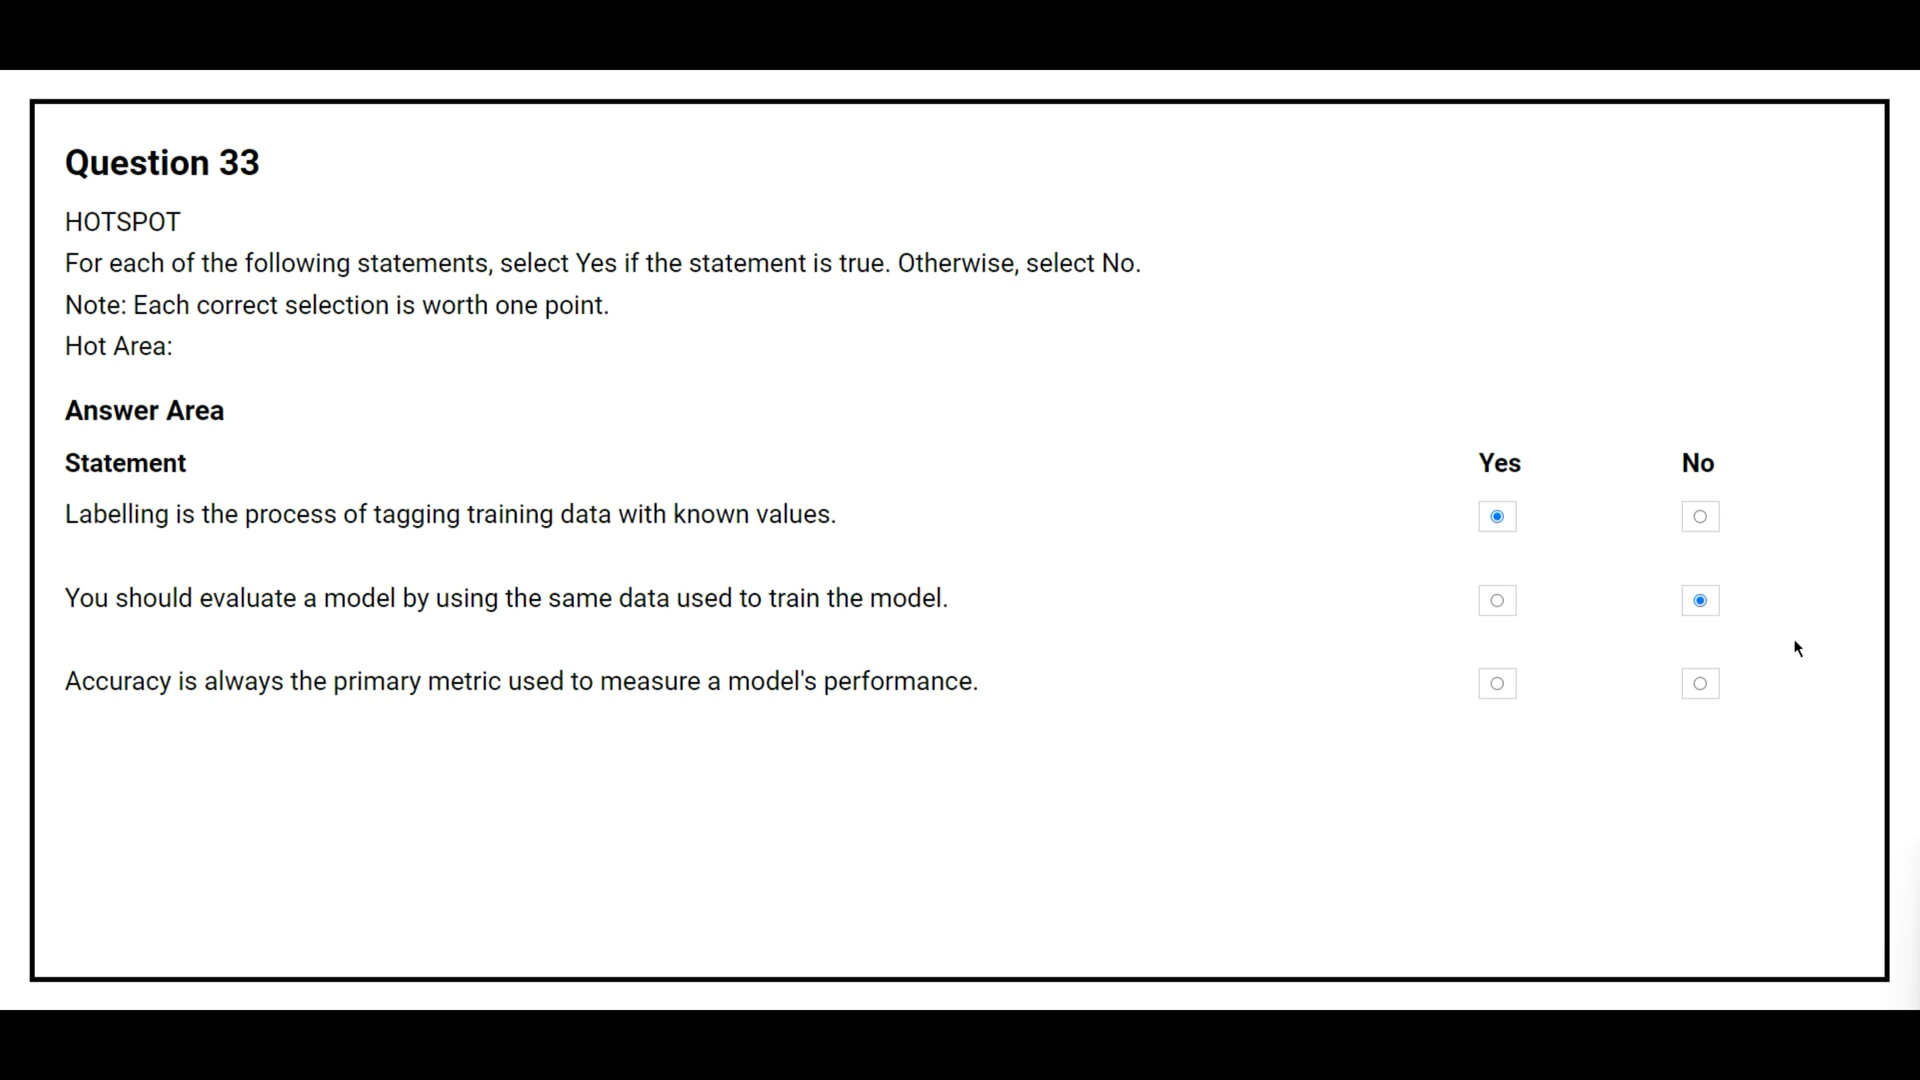 Question 33
HOTSPOT
For each of the following statements, select Yes if the statement is true. Otherwise, select No.
Note: Each correct selection is worth one point.
Hot Area:
Answer Area
Statement Yes No
Labelling is the process of tagging training data with known values.
You should evaluate a model by using the same data used to train the model.
Accuracy is always the primary metric used to measure a model's performance.